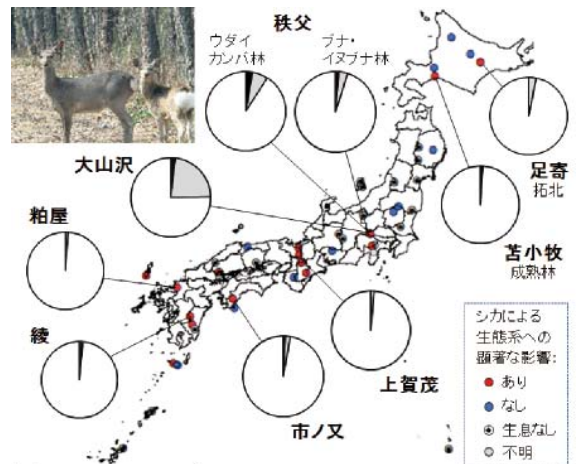 秩父
ウダイ
カンバ林
ブナ・
イヌブナ林
大山沢
足寄
拓北
粕屋
苫小牧
成熟林
綾
上賀茂
市ノ又
シカによる
生態系への
顕著な影響:
あり
なし
生息なし
不明